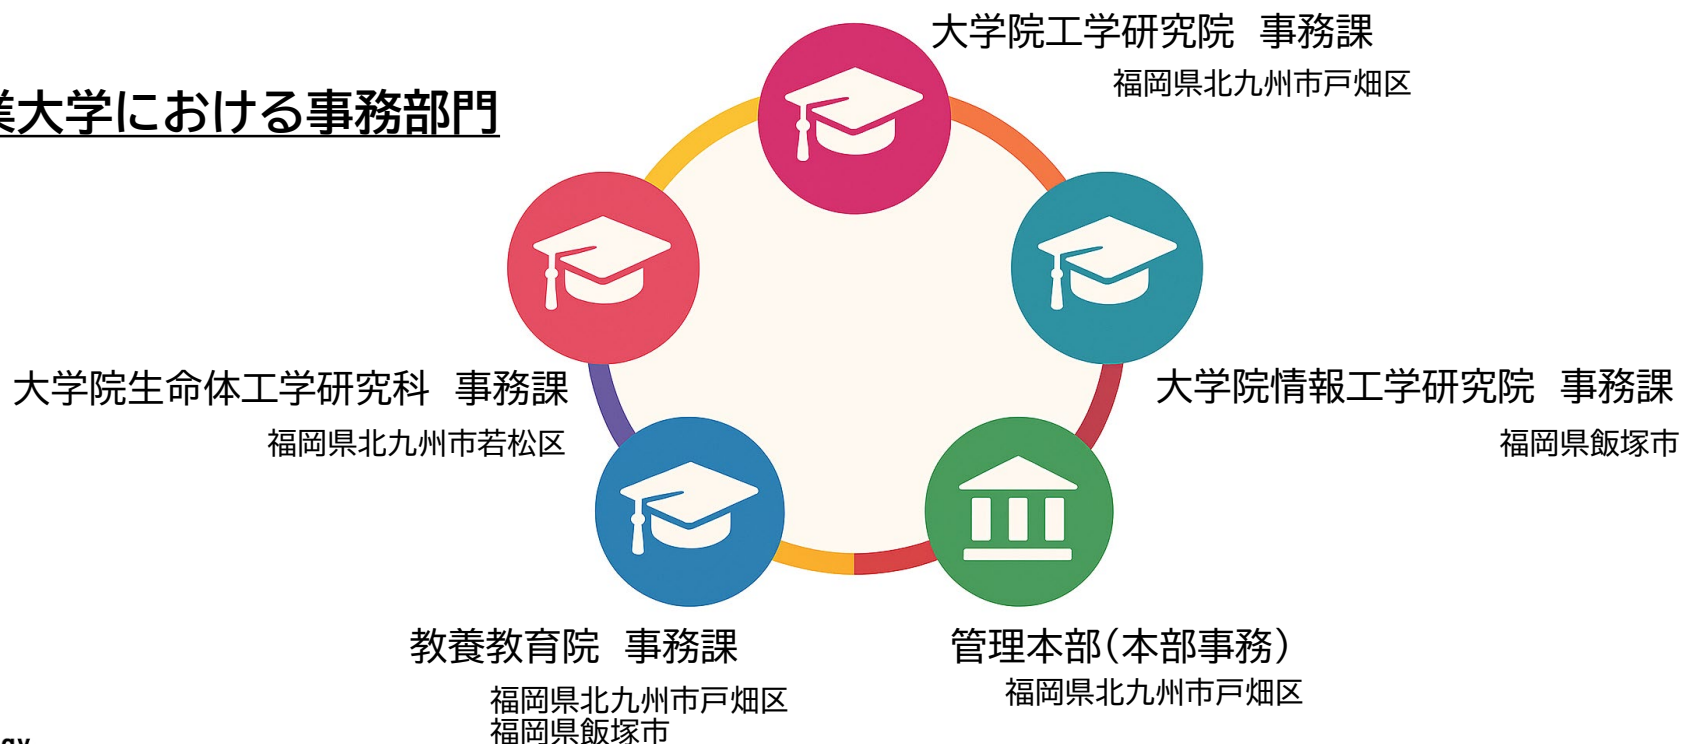 大学院工学研究院 事務課
福岡県北九州市戸畑区
業大学における事務部門
大学院生命体工学研究科 事務課
福岡県北九州市若松区
大学院情報工学研究院 事務課
福岡県飯塚市
教養教育院 事務課
福岡県北九州市戸畑区
福岡県飯塚市
管理本部(本部事務)
福岡県北九州市戸畑区